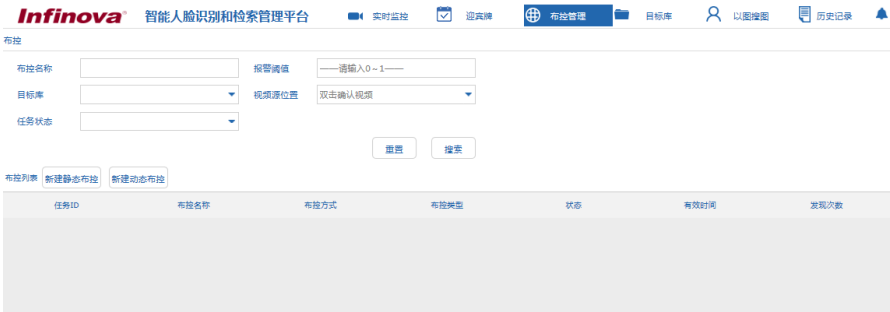 Infinova® 智能人脸识别和检索管理平台 实时监控 迎宾牌 布控管理 目标库 以图搜图 历史记录
布控
布控名称 报警阈值 ——请输入0~1——
目标库 视频源位置 双击确认视频
任务状态
重置 搜索
布控列表 新建静态布控 新建动态布控
任务ID 布控名称 布控方式 布控类型 状态 有效时间 发现次数